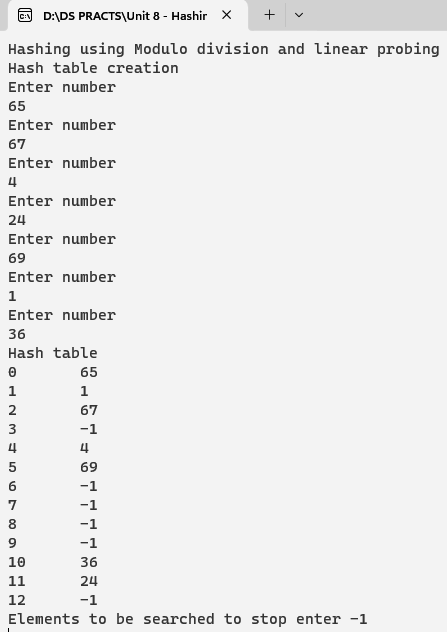 D:\DS PRACTS\Unit 8 - Hashir
Hashing using Modulo division and linear probing
Hash table creation
Enter number
65
Enter number
67
Enter number
4
Enter number
24
Enter number
69
Enter number
1
Enter number
36
Hash table
0 65
1 1
2 67
3 -1
4 4
5 69
6 -1
7 -1
8 -1
9 -1
10 36
11 24
12 -1
Elements to be searched to stop enter -1